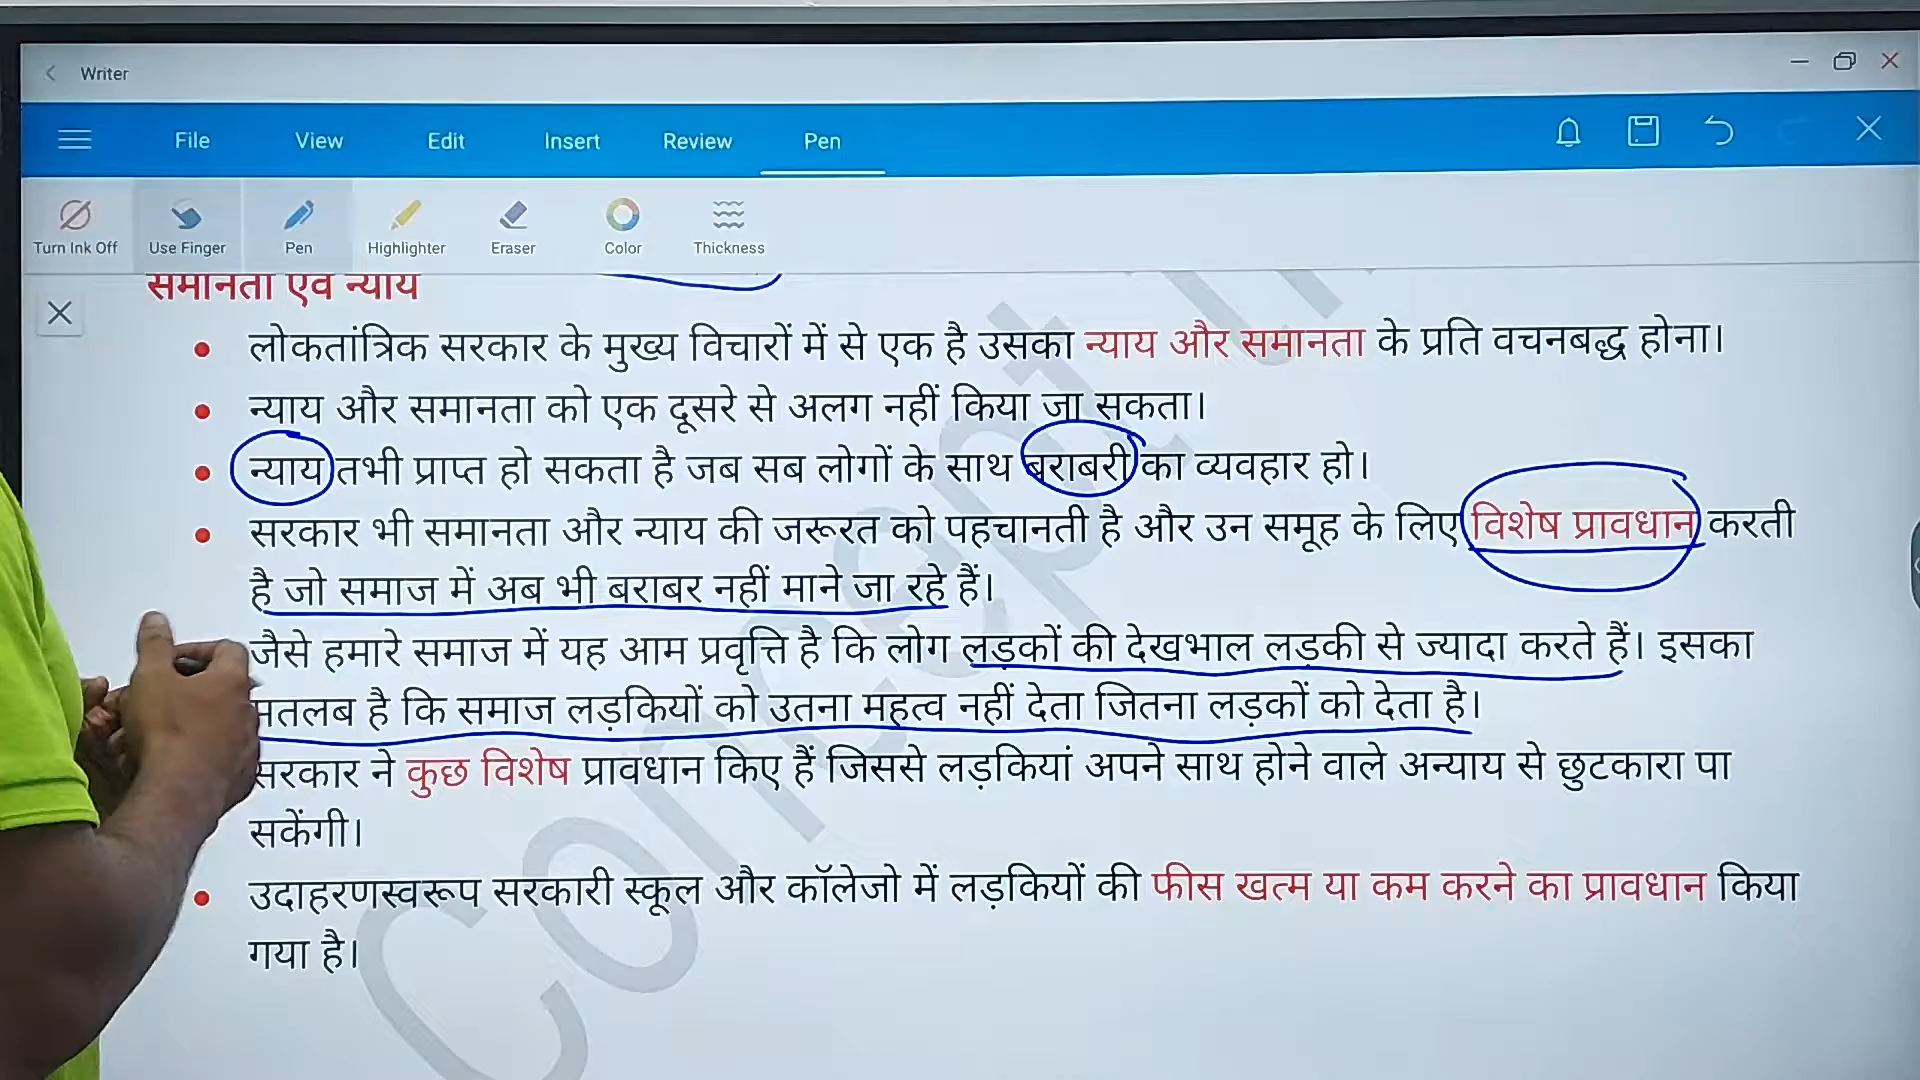 Writer
File View Edit Insert Review Pen
Turn Ink Off Use Finger Pen Highlighter Eraser Color Thickness
समानता एवं न्याय
लोकतांत्रिक सरकार के मुख्य विचारों में से एक है उसका न्याय और समानता के प्रति वचनबद्ध होना।
न्याय और समानता को एक दूसरे से अलग नहीं किया जा सकता।
न्याय तभी प्राप्त हो सकता है जब सब लोगों के साथ बराबरी का व्यवहार हो।
सरकार भी समानता और न्याय की जरूरत को पहचानती है और उन समूह के लिए विशेष प्रावधान करती
है जो समाज में अब भी बराबर नहीं माने जा रहे हैं।
जैसे हमारे समाज में यह आम प्रवृत्ति है कि लोग लड़कों की देखभाल लड़की से ज्यादा करते हैं। इसका
मतलब है कि समाज लड़कियों को उतना महत्व नहीं देता जितना लड़कों को देता है।
सरकार ने कुछ विशेष प्रावधान किए हैं जिससे लड़कियां अपने साथ होने वाले अन्याय से छुटकारा पा
सकेंगी।
उदाहरणस्वरूप सरकारी स्कूल और कॉलेजो में लड़कियों की फीस खत्म या कम करने का प्रावधान किया
गया है।
Concept